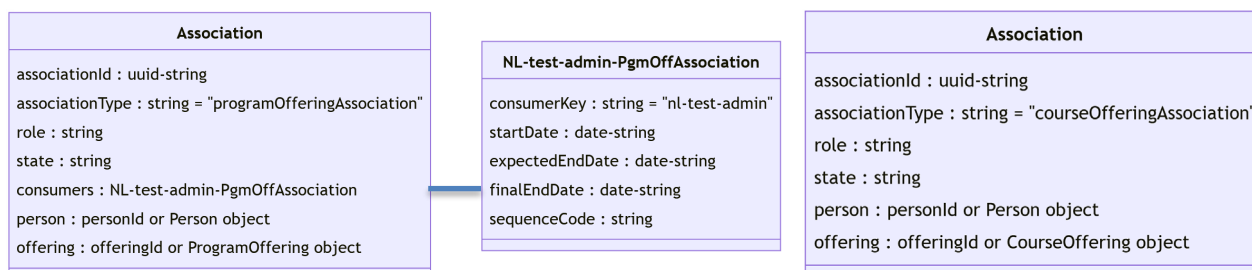 Association
associationId : uuid-string
associationType : string = "programOfferingAssociation"
role : string
state : string
consumers : NL-test-admin-PgmOffAssociation
person : personId or Person object
offering : offeringId or ProgramOffering object
NL-test-admin-PgmOffAssociation
consumerKey : string = "nl-test-admin"
startDate : date-string
expectedEndDate : date-string
finalEndDate : date-string
sequenceCode : string
Association
associationId : uuid-string
associationType : string = "courseOfferingAssociation"
role : string
state : string
person : personId or Person object
offering : offeringId or CourseOffering object